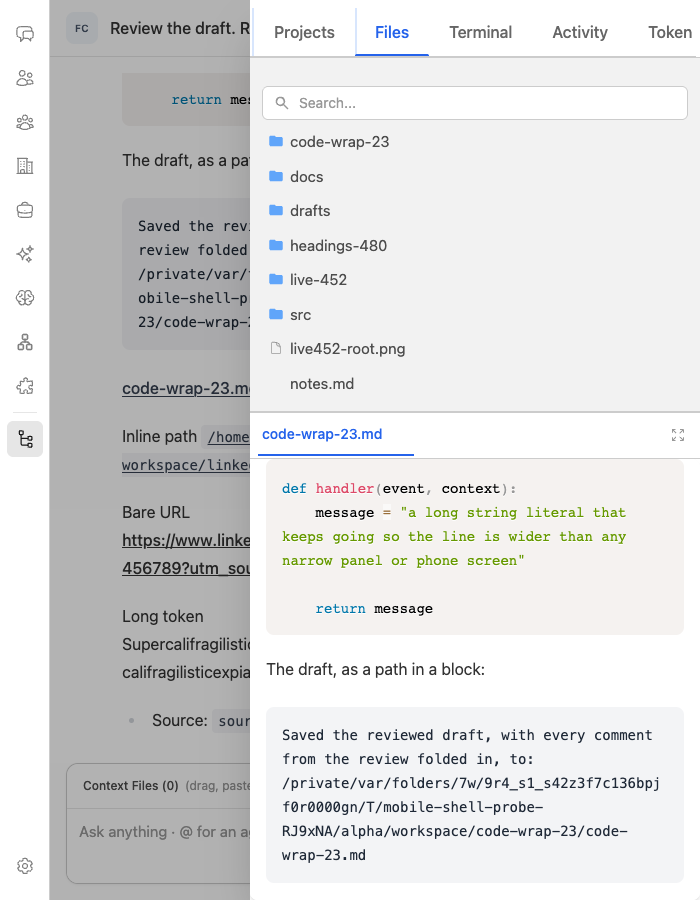 FC
Review the draft. R
Projects
Files
Terminal
Activity
Token
Search...
code-wrap-23
docs
drafts
headings-480
live-452
src
live452-root.png
notes.md
return mes
The draft, as a pa
Saved the revi
review folded
/private/var/
obile-shell-p
23/code-wrap-2
code-wrap-23.m
Inline path /home
workspace/linke
Bare URL
https://www.linke
456789?utm_sou
Long token
Supercalifragilistic
califragilisticexpia
• Source: sour
Context Files (0) (drag, paste
Ask anything · @ for an a
code-wrap-23.md
def handler(event, context):
message = "a long string literal that
keeps going so the line is wider than any
narrow panel or phone screen"
return message
The draft, as a path in a block:
Saved the reviewed draft, with every comment
from the review folded in, to:
/private/var/folders/7w/9r4_s1_s42z3f7c136bpj
f0r0000gn/T/mobile-shell-probe-
RJ9xNA/alpha/workspace/code-wrap-23/code-
wrap-23.md